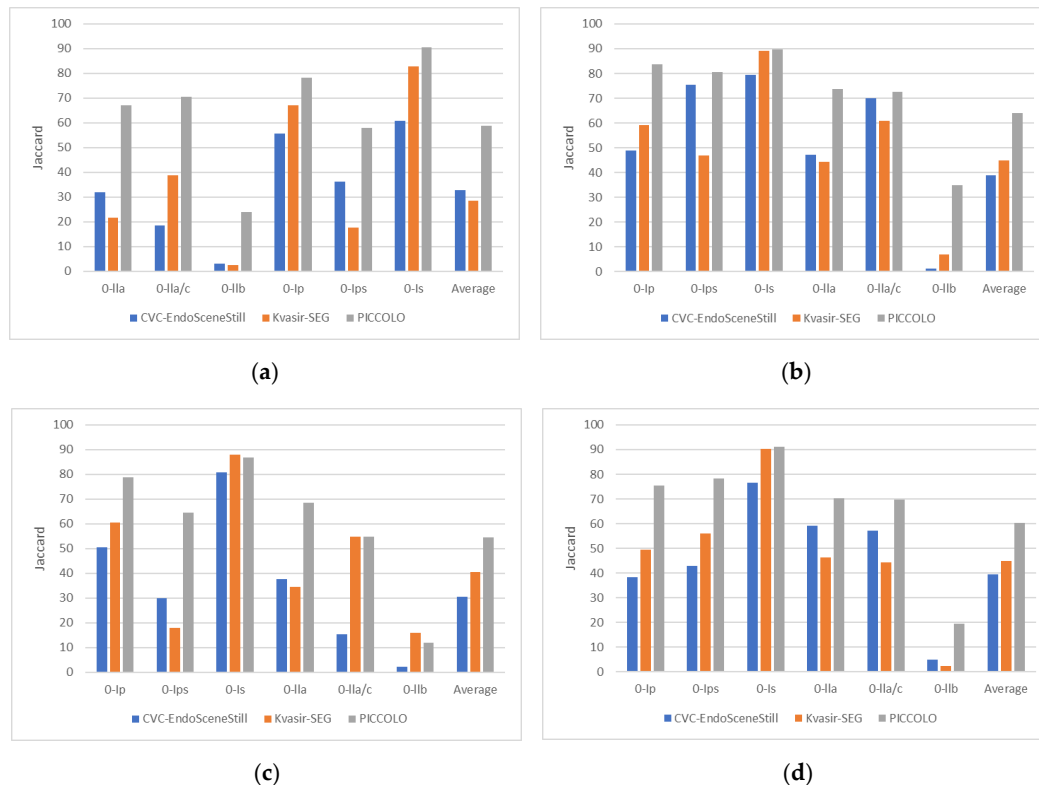 100
90
80
70
60
50
40
30
20
10
0
Jaccard
0-IIa 0-IIa/c 0-IIb 0-Ip 0-Ips 0-Is Average
CVC-EndoSceneStill Kvasir-SEG PICCOLO
(a)
100
90
80
70
60
50
40
30
20
10
0
Jaccard
0-Ip 0-Ips 0-Is 0-IIa 0-IIa/c 0-IIb Average
CVC-EndoSceneStill Kvasir-SEG PICCOLO
(b)
100
90
80
70
60
50
40
30
20
10
0
Jaccard
0-Ip 0-Ips 0-Is 0-IIa 0-IIa/c 0-IIb Average
CVC-EndoSceneStill Kvasir-SEG PICCOLO
(c)
100
90
80
70
60
50
40
30
20
10
0
Jaccard
0-Ip 0-Ips 0-Is 0-IIa 0-IIa/c 0-IIb Average
CVC-EndoSceneStill Kvasir-SEG PICCOLO
(d)